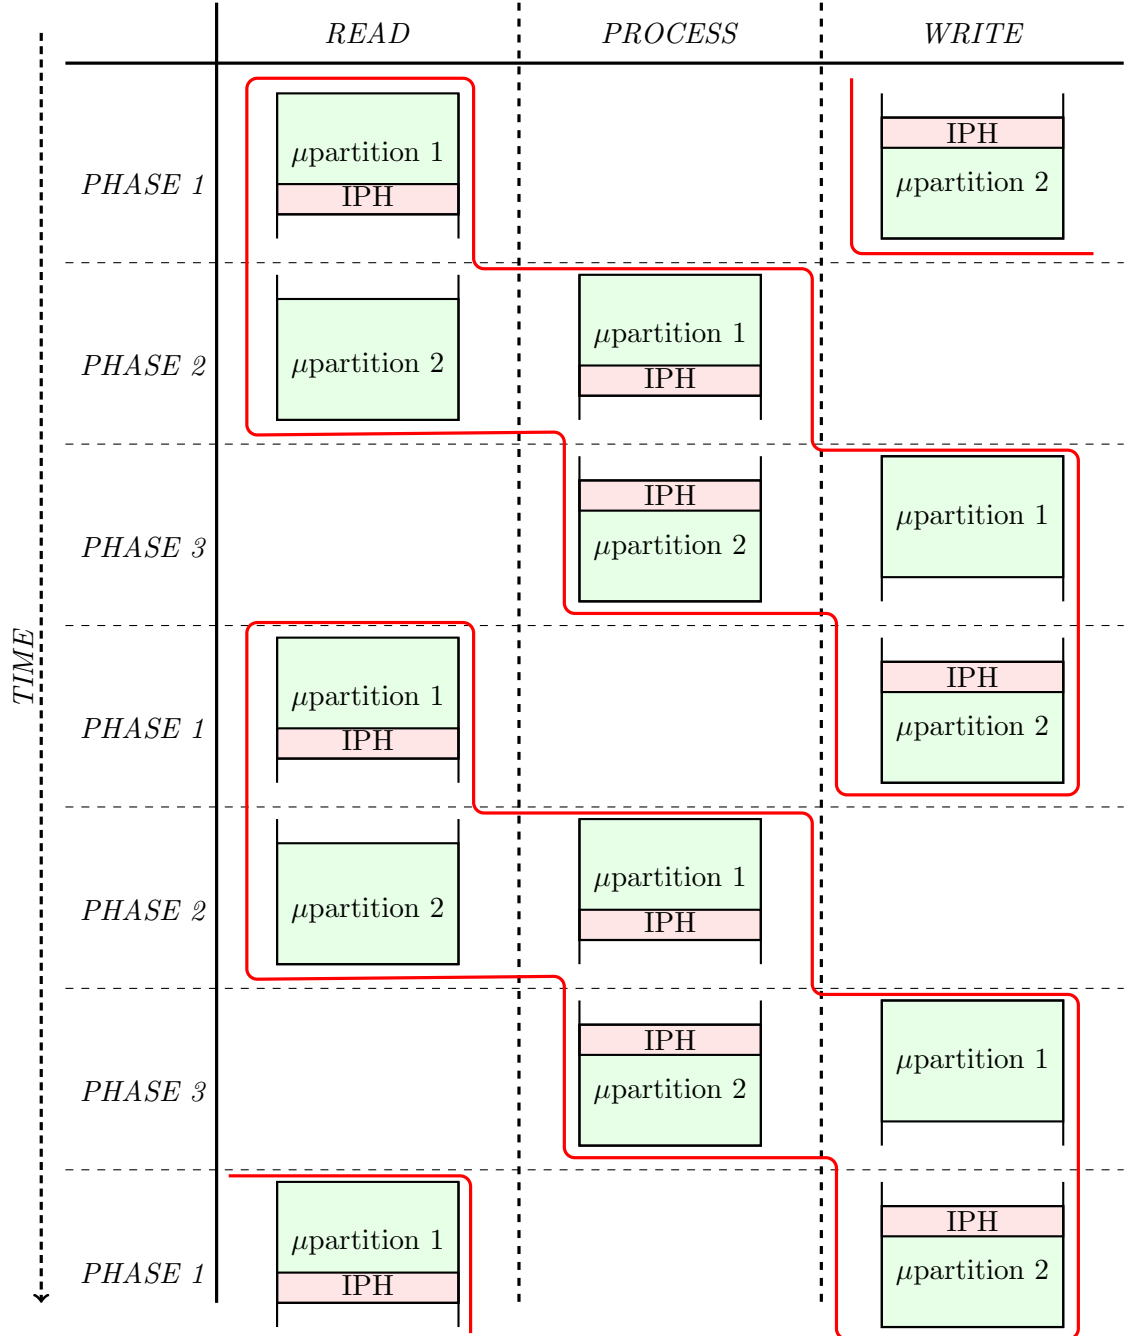 READ PROCESS WRITE
PHASE 1
μpartition 1
IPH
IPH
μpartition 2
PHASE 2
μpartition 2
μpartition 1
IPH
PHASE 3
IPH
μpartition 2
μpartition 1
TIME
PHASE 1
μpartition 1
IPH
IPH
μpartition 2
PHASE 2
μpartition 2
μpartition 1
IPH
PHASE 3
IPH
μpartition 2
μpartition 1
PHASE 1
μpartition 1
IPH
IPH
μpartition 2